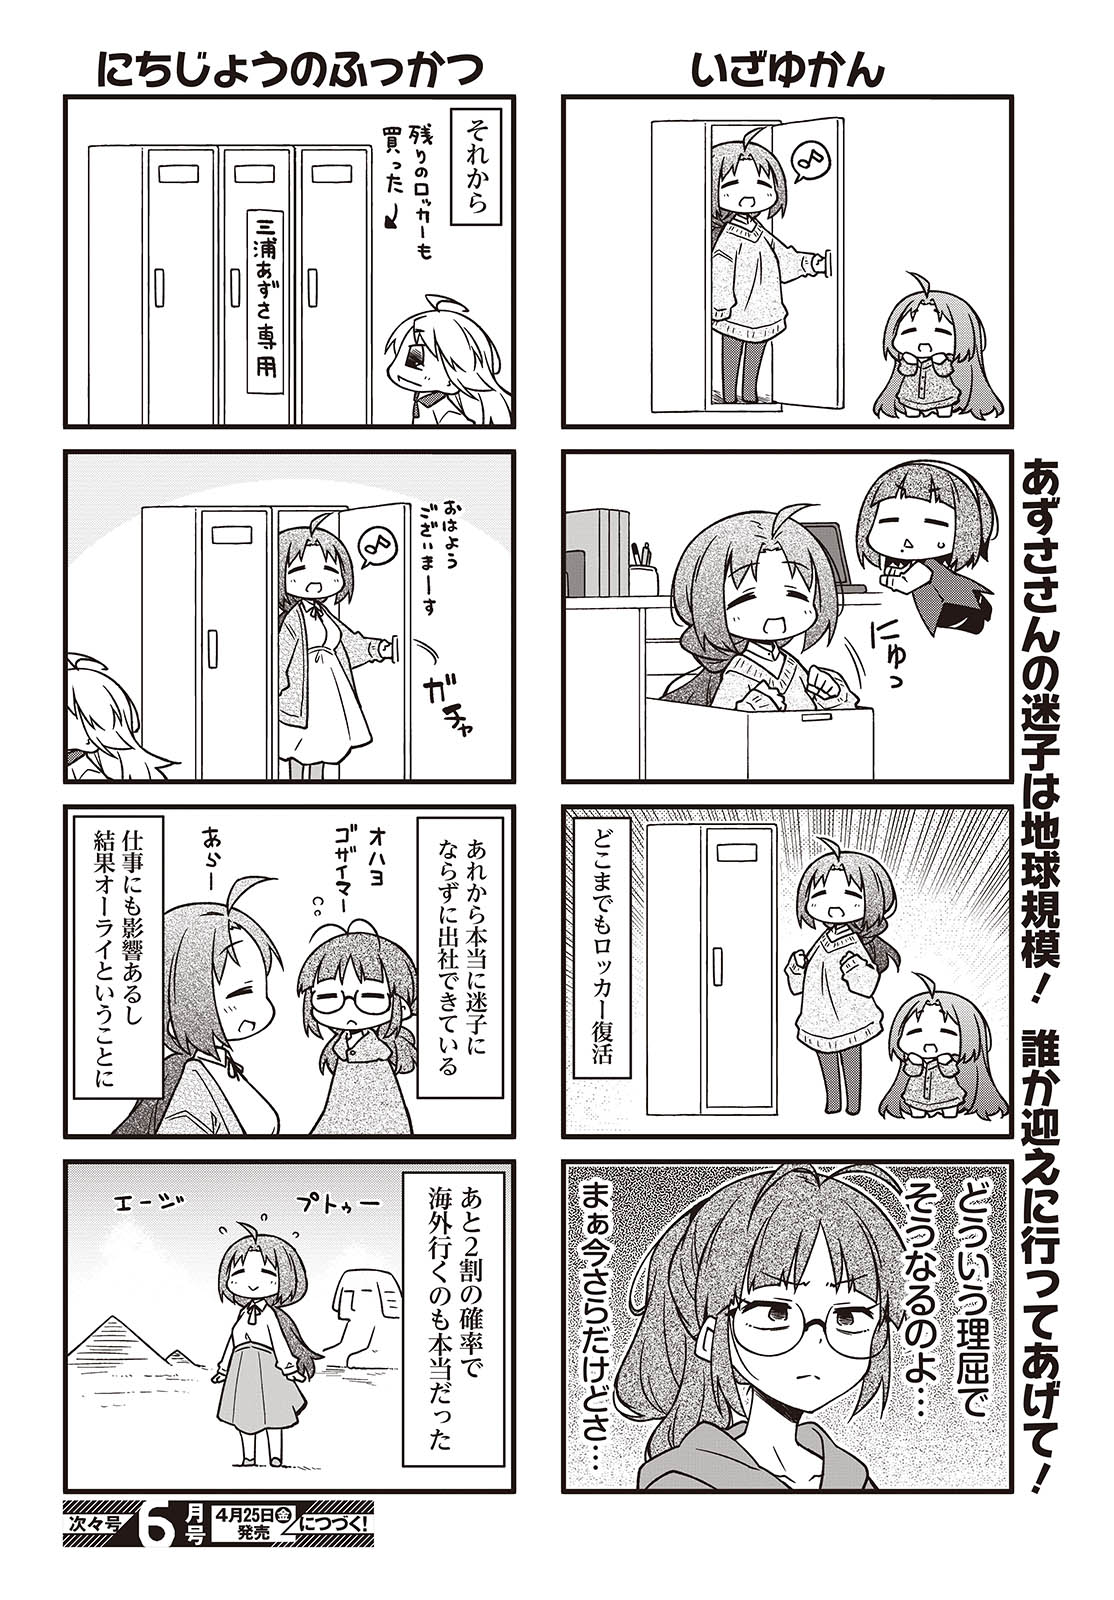 いざゆかん
にゅっ
どこまでもロッカー復活
どういう理屈で
そうなるのよ…
まぁ今さらだけどさ…
にちじょうのふっかつ
それから
残りのロッカーも
買った
三浦あずさ専用
おはよう
ございまーす
ガチャ
あれから本当に迷子に
ならずに出社できている
オハヨ
ゴザイマー
あらー
仕事にも影響あるし
結果オーライということに
あと2割の確率で
海外行くのも本当だった
プトゥー
エージ
あずささんの迷子は地球規模！　誰か迎えに行ってあげて！
次々号6月号4月25日㊎発売につづく！